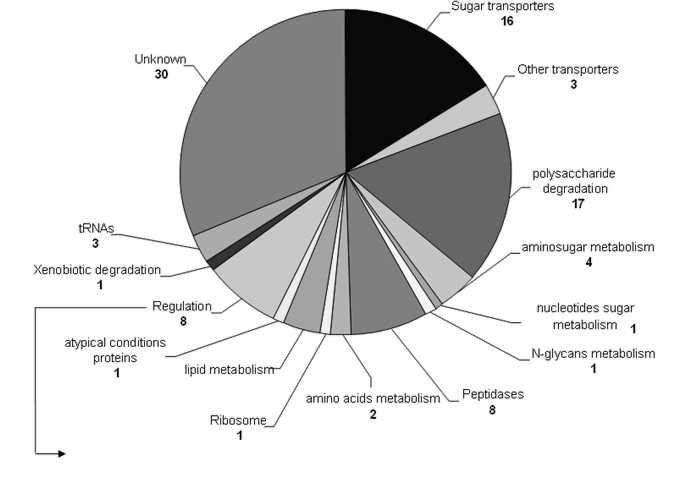 Sugar transporters
16
Other transporters
3
polysaccharide
degradation
17
aminosugar metabolism
4
nucleotides sugar
metabolism 1
N-glycans metabolism
1
Peptidases
8
amino acids metabolism
2
Ribosome
1
lipid metabolism
atypical conditions
proteins
1
Regulation
8
Xenobiotic degradation
1
tRNAs
3
Unknown
30